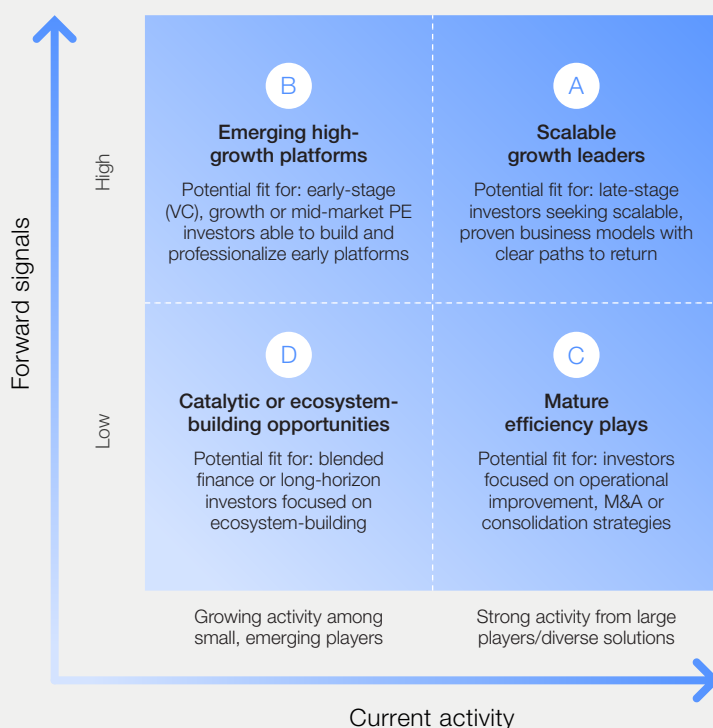 Forward signals
High
Low
B
Emerging high-
growth platforms
Potential fit for: early-stage
(VC), growth or mid-market PE
investors able to build and
professionalize early platforms
A
Scalable
growth leaders
Potential fit for: late-stage
investors seeking scalable,
proven business models with
clear paths to return
D
Catalytic or ecosystem-
building opportunities
Potential fit for: blended
finance or long-horizon
investors focused on
ecosystem-building
C
Mature
efficiency plays
Potential fit for: investors
focused on operational
improvement, M&A or
consolidation strategies
Growing activity among
small, emerging players
Strong activity from large
players/diverse solutions
Current activity